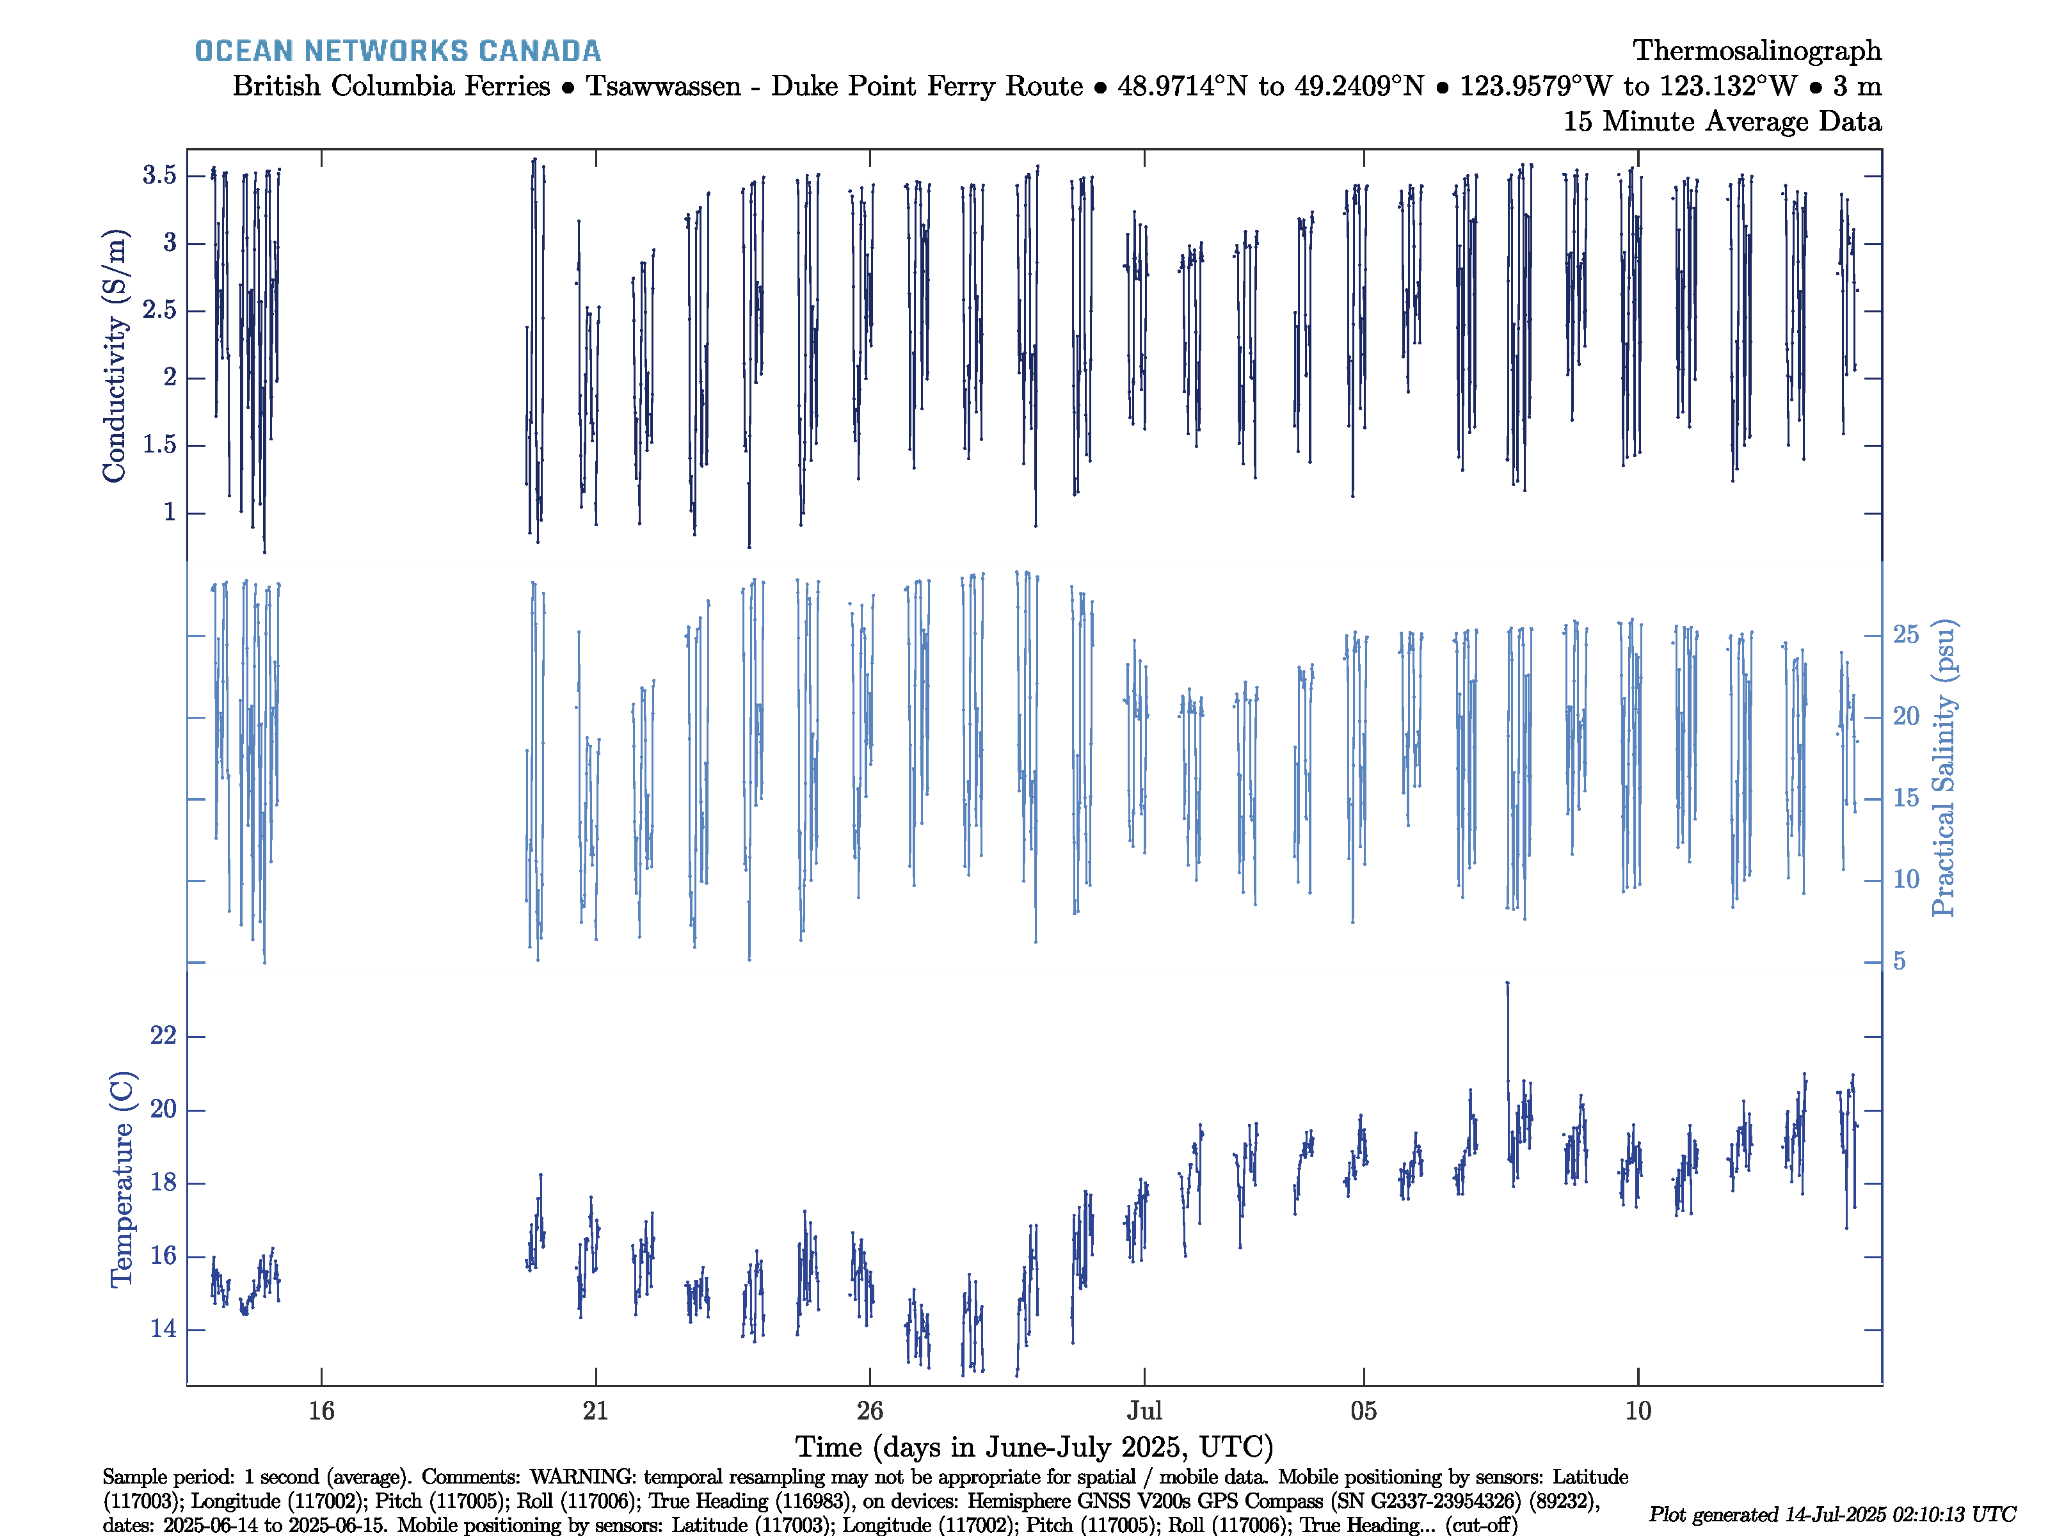 OCEAN NETWORKS CANADA
Thermosalinograph
British Columbia Ferries • Tsawwassen - Duke Point Ferry Route • 48.9714°N to 49.2409°N • 123.9579°W to 123.132°W • 3 m
15 Minute Average Data
Conductivity (S/m)
3.5
3
2.5
2
1.5
1
Practical Salinity (psu)
25
20
15
10
5
Temperature (C)
22
20
18
16
14
16 21 26 Jul 05 10
Time (days in June-July 2025, UTC)
Sample period: 1 second (average). Comments: WARNING: temporal resampling may not be appropriate for spatial / mobile data. Mobile positioning by sensors: Latitude
(117003); Longitude (117002); Pitch (117005); Roll (117006); True Heading (116983), on devices: Hemisphere GNSS V200s GPS Compass (SN G2337-23954326) (89232),
dates: 2025-06-14 to 2025-06-15. Mobile positioning by sensors: Latitude (117003); Longitude (117002); Pitch (117005); Roll (117006); True Heading... (cut-off)
Plot generated 14-Jul-2025 02:10:13 UTC